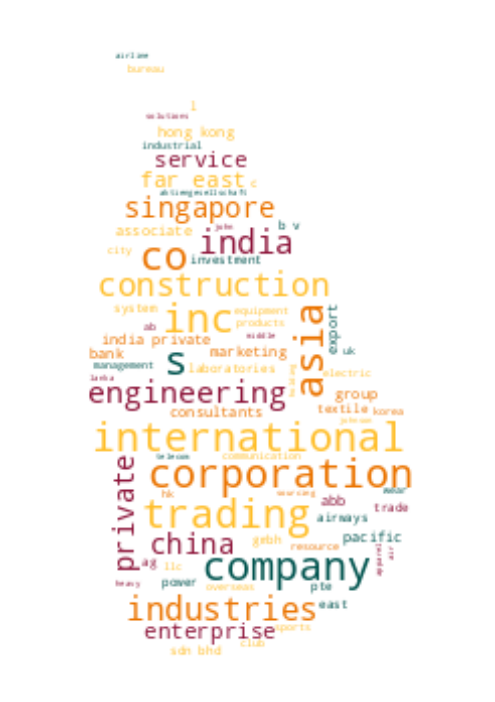 airline
bureau
l
solutions
hong kong
industrial
service
far east c
aktiengesellschaft
singapore
associate john b v
co india
city investment
construction
system inc equipment
products
ab asia export
india private middle
bank s marketing uk
management laboratories
lanka electric
engineering group
consultants textile korea
johnson
international
telecom communication
private corporation
hk sourcing wear
trading abb trade
airways
china gmbh resource pacific
apparel air
ag llc company
heavy power overseas pte
industries east
enterprise sports
club
sdn bhd